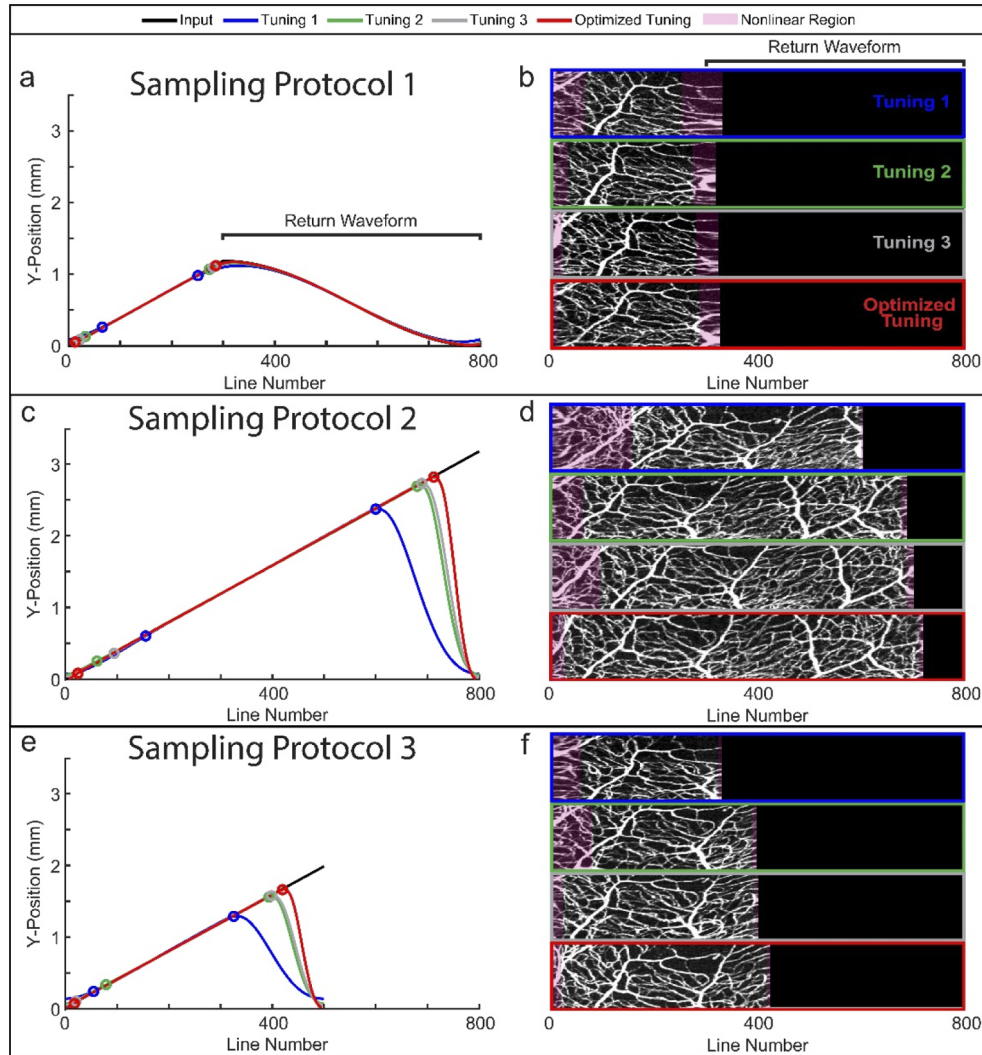 Input Tuning 1 Tuning 2 Tuning 3 Optimized Tuning Nonlinear Region
a Sampling Protocol 1
Y-Position (mm)
3
2
1
0
Return Waveform
0 400 800
Line Number
b
Return Waveform
Tuning 1
Tuning 2
Tuning 3
Optimized
Tuning
0 400 800
Line Number
c Sampling Protocol 2
Y-Position (mm)
3
2
1
0
0 400 800
Line Number
d
0 400 800
Line Number
e Sampling Protocol 3
Y-Position (mm)
3
2
1
0
0 400 800
Line Number
f
0 400 800
Line Number